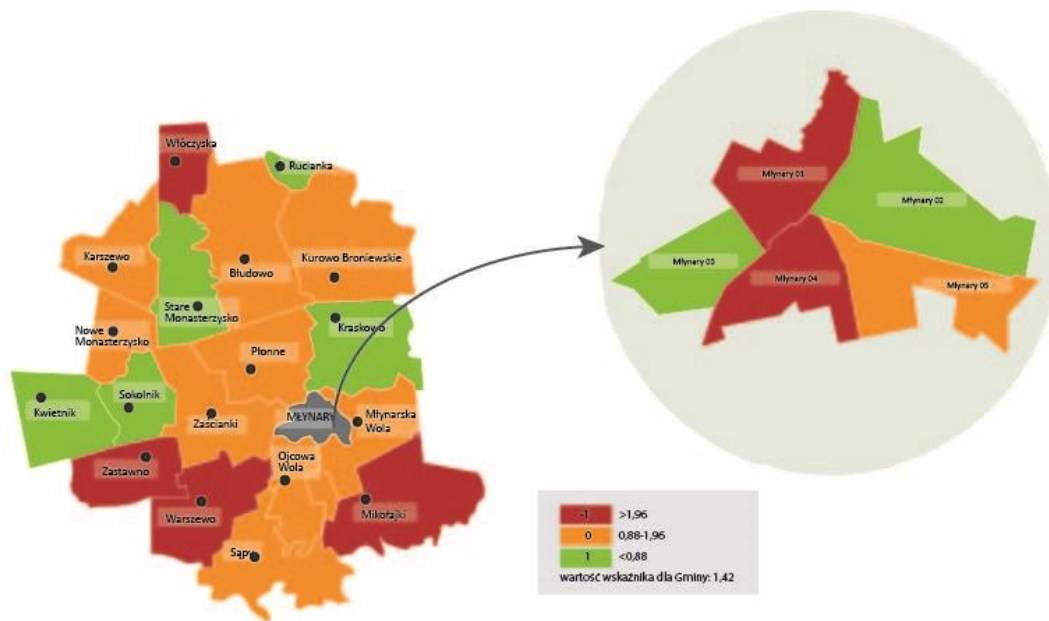 Włóczyska
Rucianka
Karszewo
Błudowo
Kurowo Broniewskie
Stare
Monasterzysko
Kraskowo
Nowe
Monasterzysko
Płonne
Kwietnik
Sokolnik
Zaścianki
MŁYNARY
Młynarska
Wola
Zastawno
Ojcowa
Wola
Warszewo
Mikołajki
Sąpy
Młynary 01
Młynary 02
Młynary 03
Młynary 04
Młynary 05
-1 >1,96
0 0,88-1,96
1 <0,88
wartość wskaźnika dla Gminy: 1,42